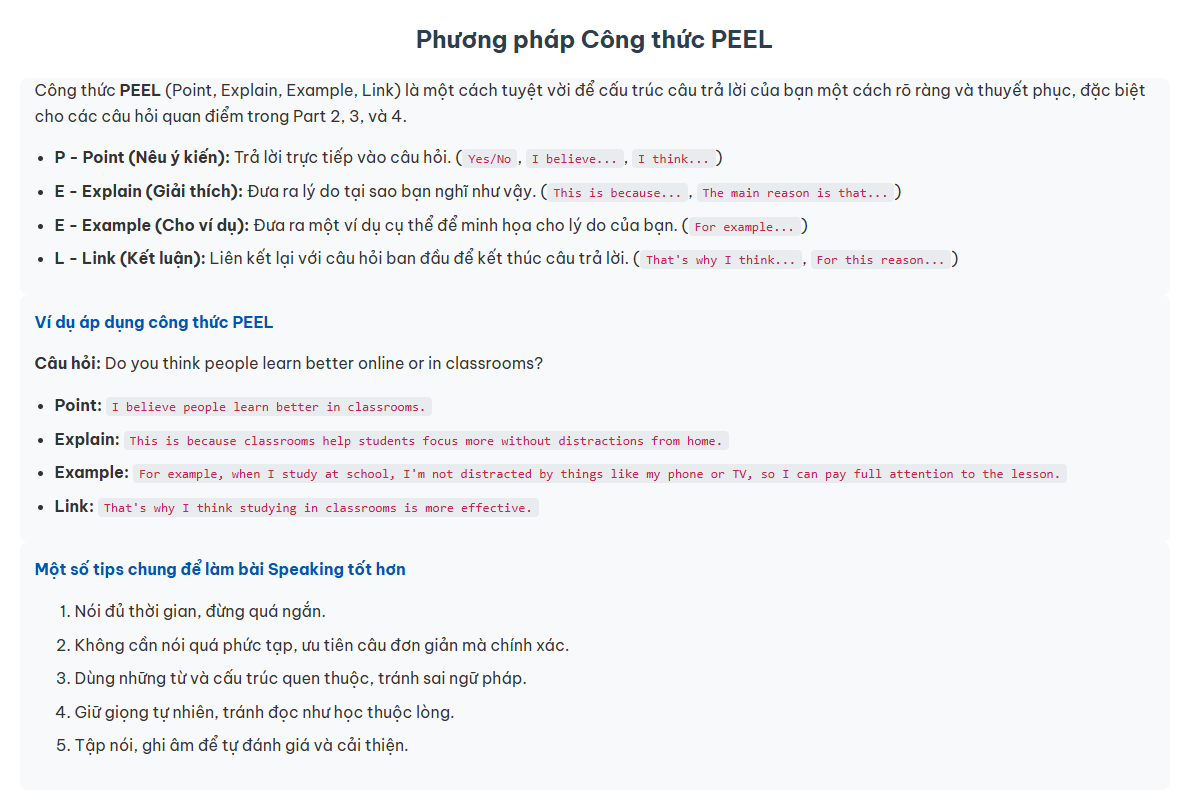 Phương pháp Công thức PEEL
Công thức PEEL (Point, Explain, Example, Link) là một cách tuyệt vời để cấu trúc câu trả lời của bạn một cách rõ ràng và thuyết phục, đặc biệt
cho các câu hỏi quan điểm trong Part 2, 3, và 4.
• P - Point (Nêu ý kiến): Trả lời trực tiếp vào câu hỏi. ( Yes/No , I believe... , I think... )
• E - Explain (Giải thích): Đưa ra lý do tại sao bạn nghĩ như vậy. ( This is because... , The main reason is that... )
• E - Example (Cho ví dụ): Đưa ra một ví dụ cụ thể để minh họa cho lý do của bạn. ( For example... )
• L - Link (Kết luận): Liên kết lại với câu hỏi ban đầu để kết thúc câu trả lời. ( That's why I think... , For this reason... )
Ví dụ áp dụng công thức PEEL
Câu hỏi: Do you think people learn better online or in classrooms?
• Point: I believe people learn better in classrooms.
• Explain: This is because classrooms help students focus more without distractions from home.
• Example: For example, when I study at school, I'm not distracted by things like my phone or TV, so I can pay full attention to the lesson.
• Link: That's why I think studying in classrooms is more effective.
Một số tips chung để làm bài Speaking tốt hơn
1. Nói đủ thời gian, đừng quá ngắn.
2. Không cần nói quá phức tạp, ưu tiên câu đơn giản mà chính xác.
3. Dùng những từ và cấu trúc quen thuộc, tránh sai ngữ pháp.
4. Giữ giọng tự nhiên, tránh đọc như học thuộc lòng.
5. Tập nói, ghi âm để tự đánh giá và cải thiện.